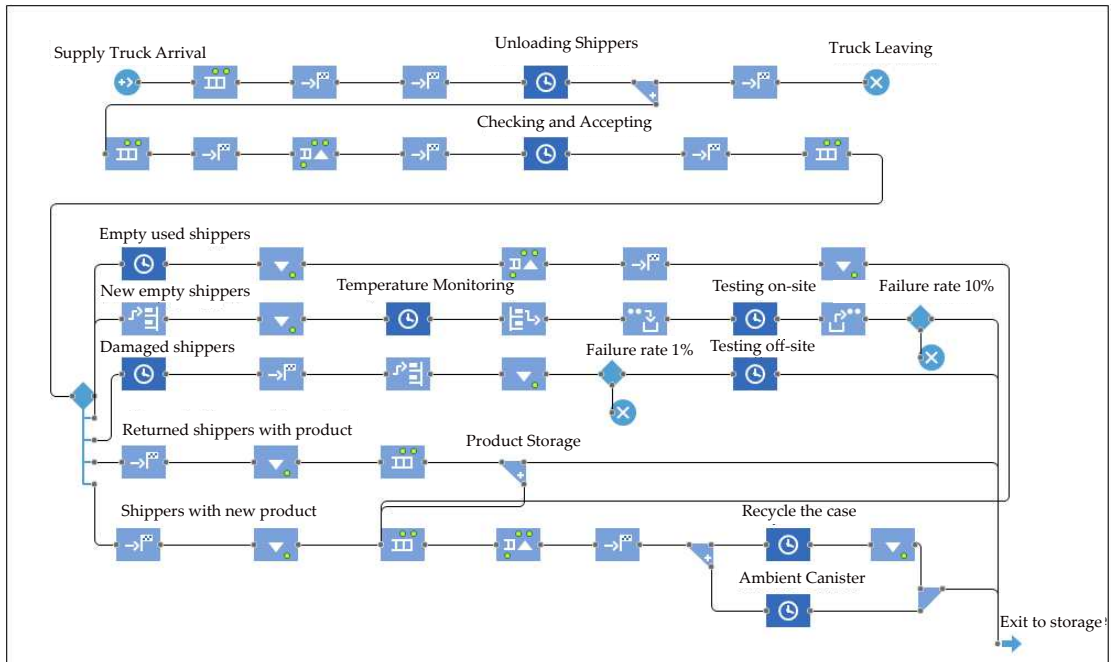 Supply Truck Arrival
Unloading Shippers
Truck Leaving
Checking and Accepting
Empty used shippers
New empty shippers
Temperature Monitoring
Testing on-site
Failure rate 10%
Damaged shippers
Failure rate 1%
Testing off-site
Returned shippers with product
Product Storage
Shippers with new product
Recycle the case
Ambient Canister
Exit to storage